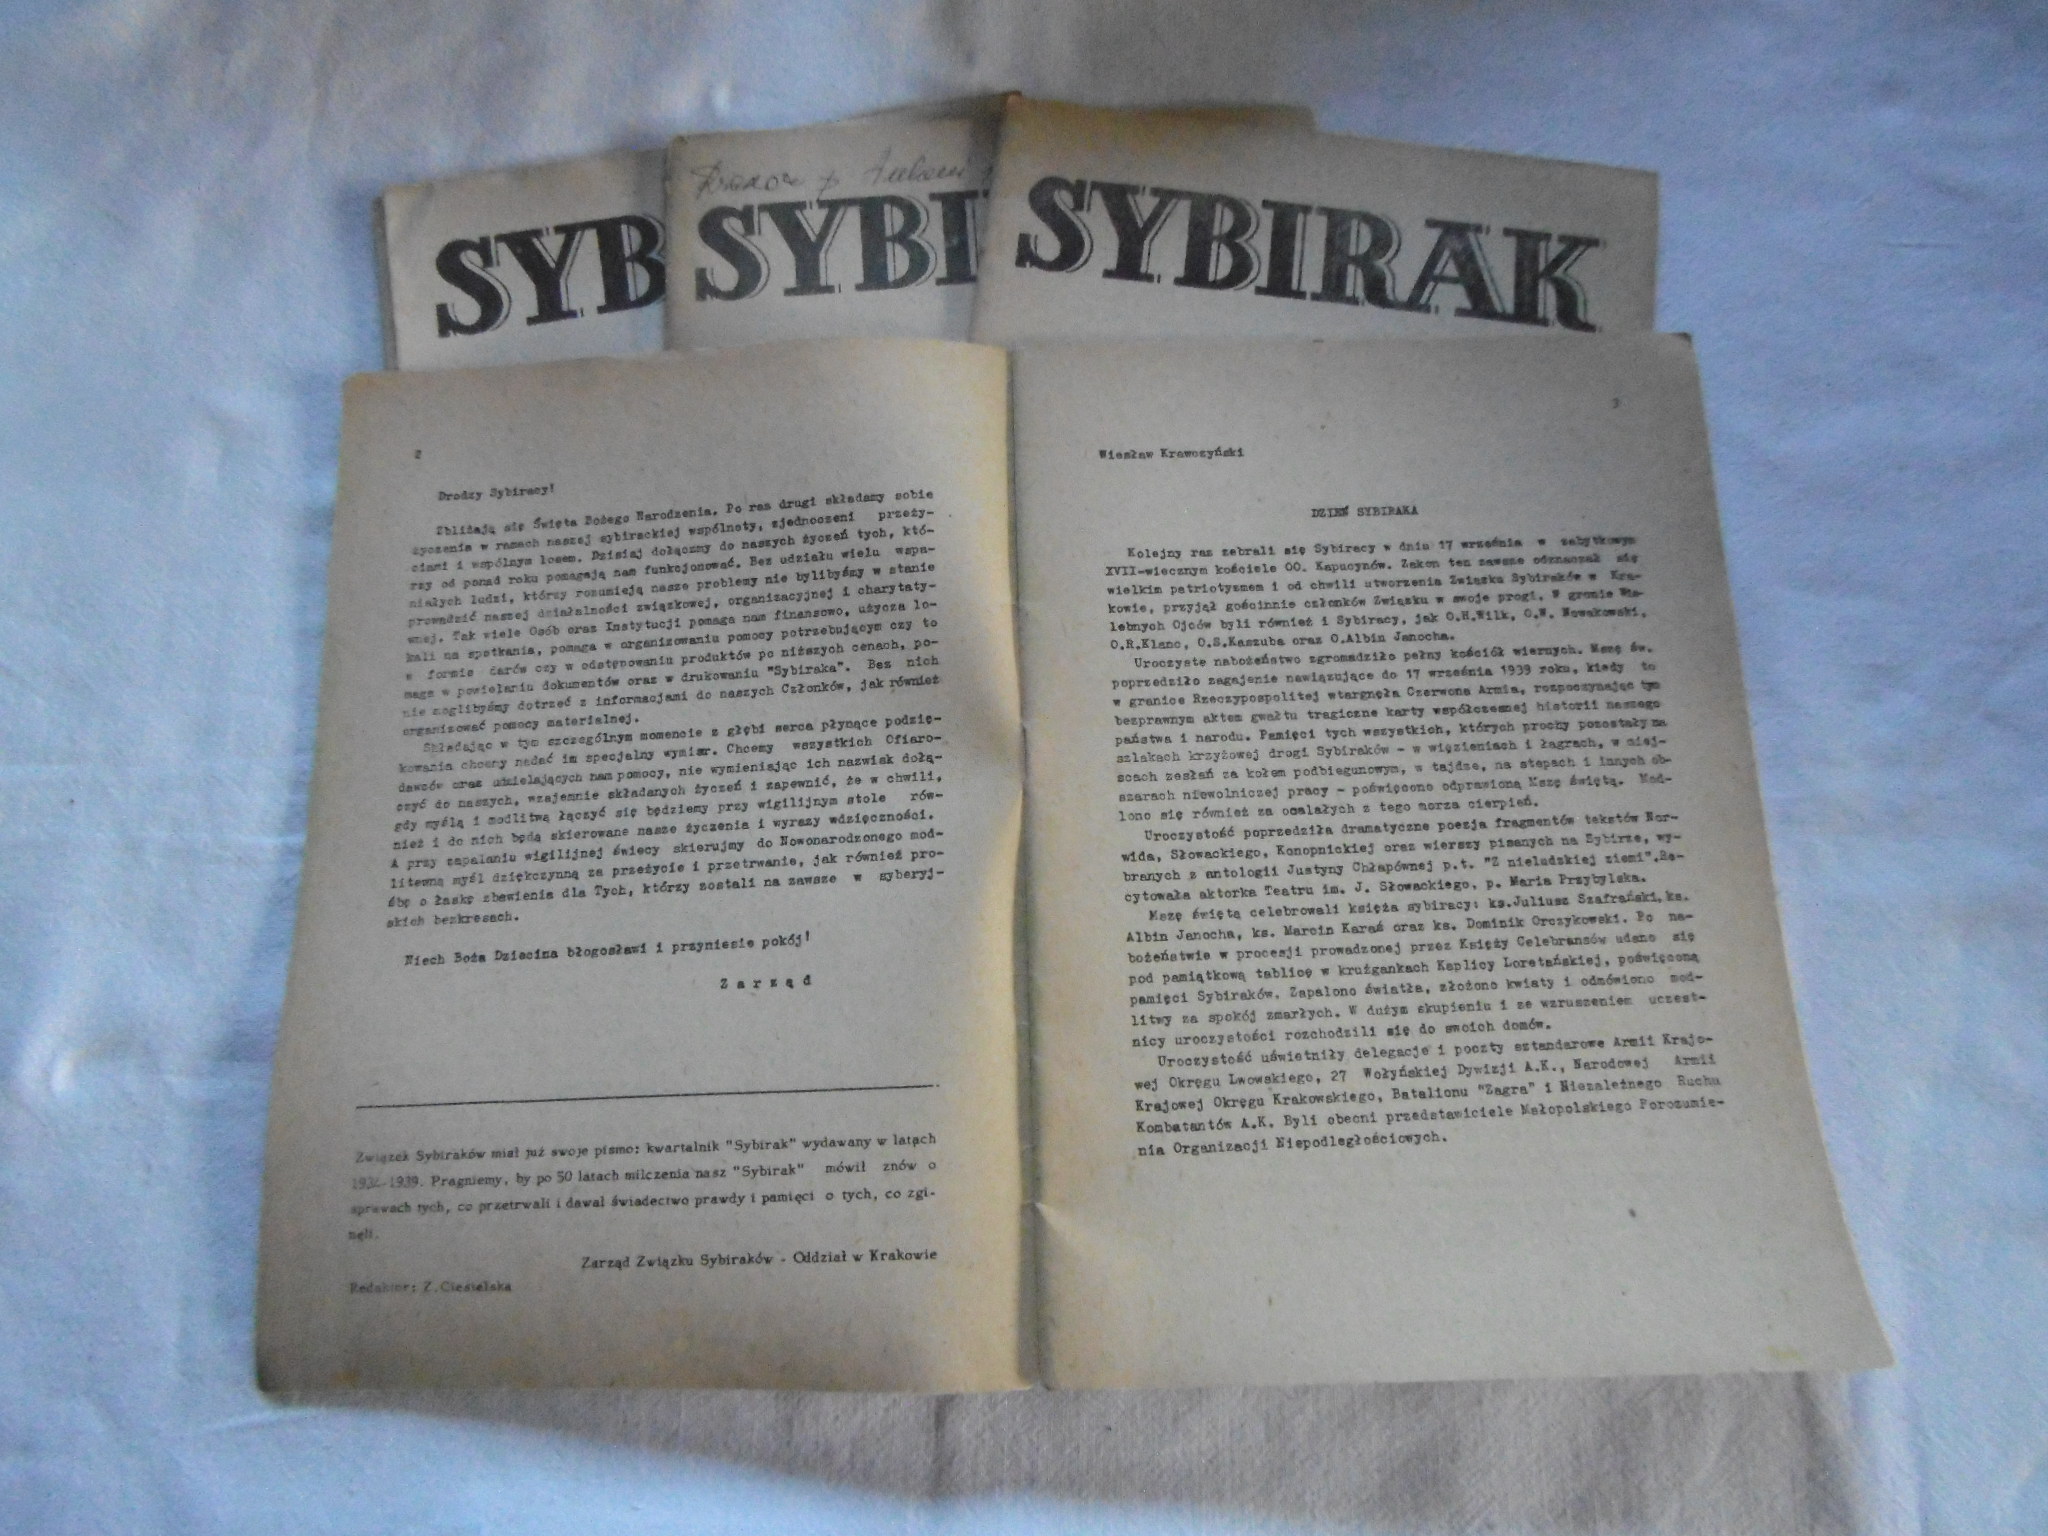 SYB
SYBI
SYBIRAK
2
Drodzy Sybiracy!
Zbliżają się Święta Bożego Narodzenia. Po raz drugi składamy sobie
życzenia w ramach naszej sybirackiej wspólnoty, zjednoczeni przeży-
ciami i wspólnym losem. Dzisiaj dołączmy do naszych życzeń tych, któ-
rzy od ponad roku pomagają nam funkcjonować. Bez udziału wielu wspa-
niałych ludzi, którzy rozumieją nasze problemy nie bylibyśmy w stanie
prowadzić naszej działalności związkowej, organizacyjnej i charytaty-
wnej. Tak wiele Osób oraz Instytucji pomaga nam finansowo, użycza lo-
kali na spotkania, pomaga w organizowaniu pomocy potrzebującym czy to
w formie darów czy w odstępowaniu produktów po niższych cenach, po-
maga w powielaniu dokumentów oraz w drukowaniu "Sybiraka". Bez nich
nie moglibyśmy dotrzeć z informacjami do naszych Członków, jak również
organizować pomocy materialnej.
Składając w tym szczególnym momencie z głębi serca płynące podzię-
kowania chcemy nadać im specjalny wymiar. Chcemy wszystkich Ofiaro-
dawców oraz udzielających nam pomocy, nie wymieniając ich nazwisk dołą-
czyć do naszych, wzajemnie składanych życzeń i zapewnić, że w chwili,
gdy myślą i modlitwą łączyć się będziemy przy wigilijnym stole rów-
nież i do nich będą skierowane nasze życzenia i wyrazy wdzięczności.
A przy zapalaniu wigilijnej świecy skierujmy do Nowonarodzonego mod-
litewną myśl dziękczynną za przeżycie i przetrwanie, jak również pro-
śbę o łaskę zbawienia dla Tych, którzy zostali na zawsze w syberyj-
skich bezkresach.
Niech Boża Dziecina błogosławi i przyniesie pokój!
Zarząd
Związek Sybiraków miał już swoje pismo: kwartalnik "Sybirak" wydawany w latach
1934-1939. Pragniemy, by po 50 latach milczenia nasz "Sybirak" mówił znów o
sprawach tych, co przetrwali i dawał świadectwo prawdy i pamięci o tych, co zgi-
nęli.
Zarząd Związku Sybiraków - Oddział w Krakowie
Redaktor: Z. Ciesielska
3
Wiesław Krawczyński
DZIEŃ SYBIRAKA
Kolejny raz zebrali się Sybiracy w dniu 17 września w zabytkowym
XVII-wiecznym kościele OO. Kapucynów. Zakon ten zawsze odznaczał się
wielkim patriotyzmem i od chwili utworzenia Związku Sybiraków w Kra-
kowie, przyjął gościnnie członków Związku w swoje progi. W gronie Wie-
lebnych Ojców byli również i Sybiracy, jak O.H.Wilk, O.W. Nowakowski,
O.R.Klanc, O.S.Kaszuba oraz O.Albin Janocha.
Uroczyste nabożeństwo zgromadziło pełny kościół wiernych. Mszę św.
poprzedziło zagajenie nawiązujące do 17 września 1939 roku, kiedy to
w granice Rzeczypospolitej wtargnęła Czerwona Armia, rozpoczynając tym
bezprawnym aktem gwałtu tragiczne karty współczesnej historii naszego
państwa i narodu. Pamięci tych wszystkich, których prochy pozostały na
szlakach krzyżowej drogi Sybiraków - w więzieniach i łagrach, w miej-
scach zesłań za kołem podbiegunowym, w tajdze, na stepach i innych ob-
szarach niewolniczej pracy - poświęcono odprawioną Mszę świętą. Mod-
lono się również za ocalałych z tego morza cierpień.
Uroczystość poprzedziła dramatyczne poezja fragmentów tekstów Nor-
wida, Słowackiego, Konopnickiej oraz wierszy pisanych na Sybirze, wy-
branych z antologii Justyny Chłapównej p.t. "Z nieludzkiej ziemi".Re-
cytowała aktorka Teatru im. J. Słowackiego, p. Maria Przybylska.
Mszę świętą celebrowali księża sybiracy: ks.Juliusz Szafrański, ks.
Albin Janocha, ks. Marcin Karaś oraz ks. Dominik Orczykowski. Po na-
bożeństwie w procesji prowadzonej przez Księży Celebransów udano się
pod pamiątkową tablicę w krużgankach Kaplicy Loretańskiej, poświęconą
pamięci Sybiraków. Zapalono światła, złożono kwiaty i odmówiono mod-
litwy za spokój zmarłych. W dużym skupieniu i ze wzruszeniem uczest-
nicy uroczystości rozchodzili się do swoich domów.
Uroczystość uświetniły delegacje i poczty sztandarowe Armii Krajo-
wej Okręgu Lwowskiego, 27 Wołyńskiej Dywizji A.K., Narodowej Armii
Krajowej Okręgu Krakowskiego, Batalionu "Zagra" i Niezależnego Ruchu
Kombatantów A.K. Byli obecni przedstawiciele Małopolskiego Porozumie-
nia Organizacji Niepodległościowych.